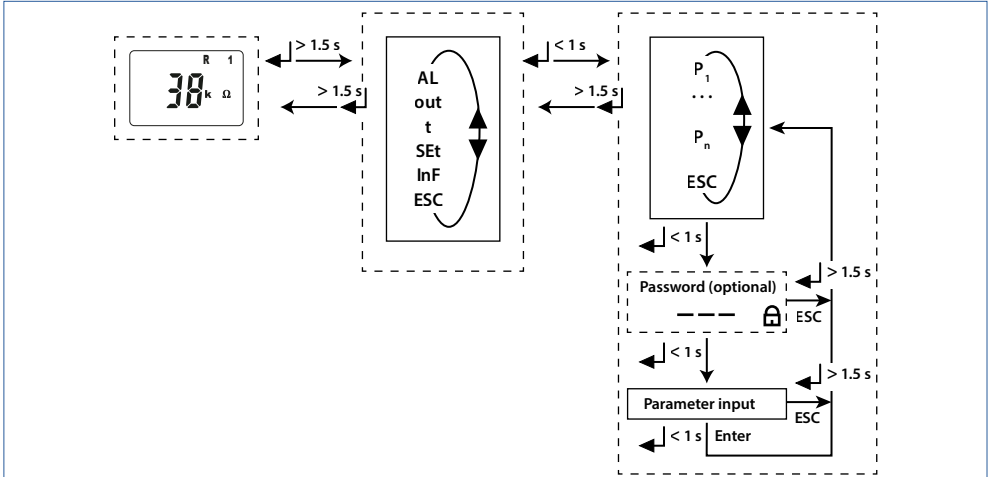 R 1
38 k Ω
> 1.5 s
> 1.5 s
AL
out
t
SEt
InF
ESC
< 1 s
> 1.5 s
P1
...
Pn
ESC
< 1 s
> 1.5 s
Password (optional)
– – –
ESC
< 1 s
> 1.5 s
Parameter input
ESC
< 1 s Enter